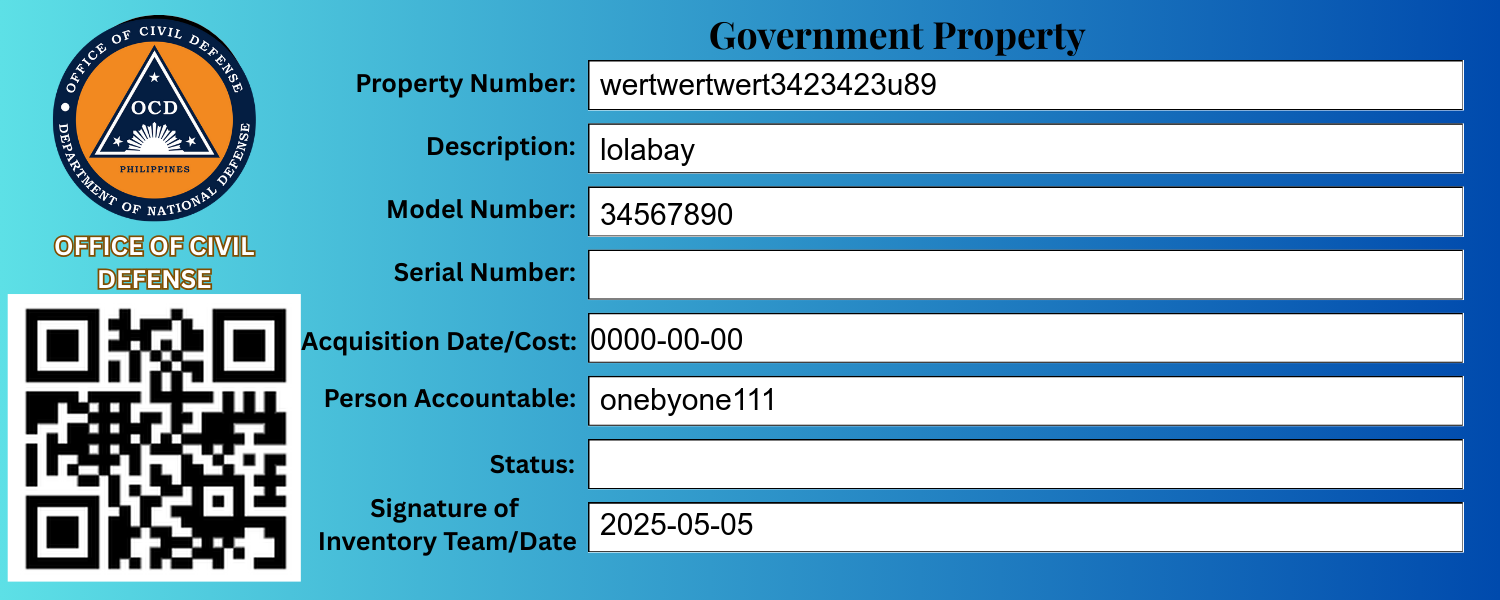 OFFICE OF CIVIL DEFENSE
OCD
PHILIPPINES
DEPARTMENT OF NATIONAL DEFENSE
OFFICE OF CIVIL
DEFENSE
Government Property
Property Number: wertwertwert3423423u89
Description: lolabay
Model Number: 34567890
Serial Number:
Acquisition Date/Cost: 0000-00-00
Person Accountable: onebyone111
Status:
Signature of
Inventory Team/Date 2025-05-05